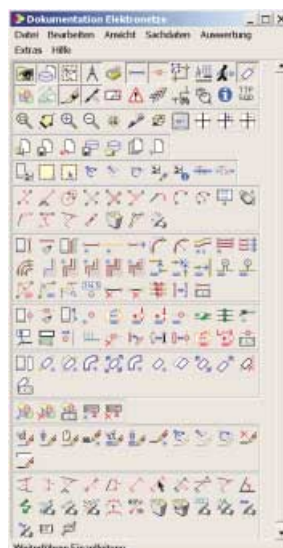 Dokumentation Elektronetze
Datei Bearbeiten Ansicht Sachdaten Auswertung
Extras Hilfe